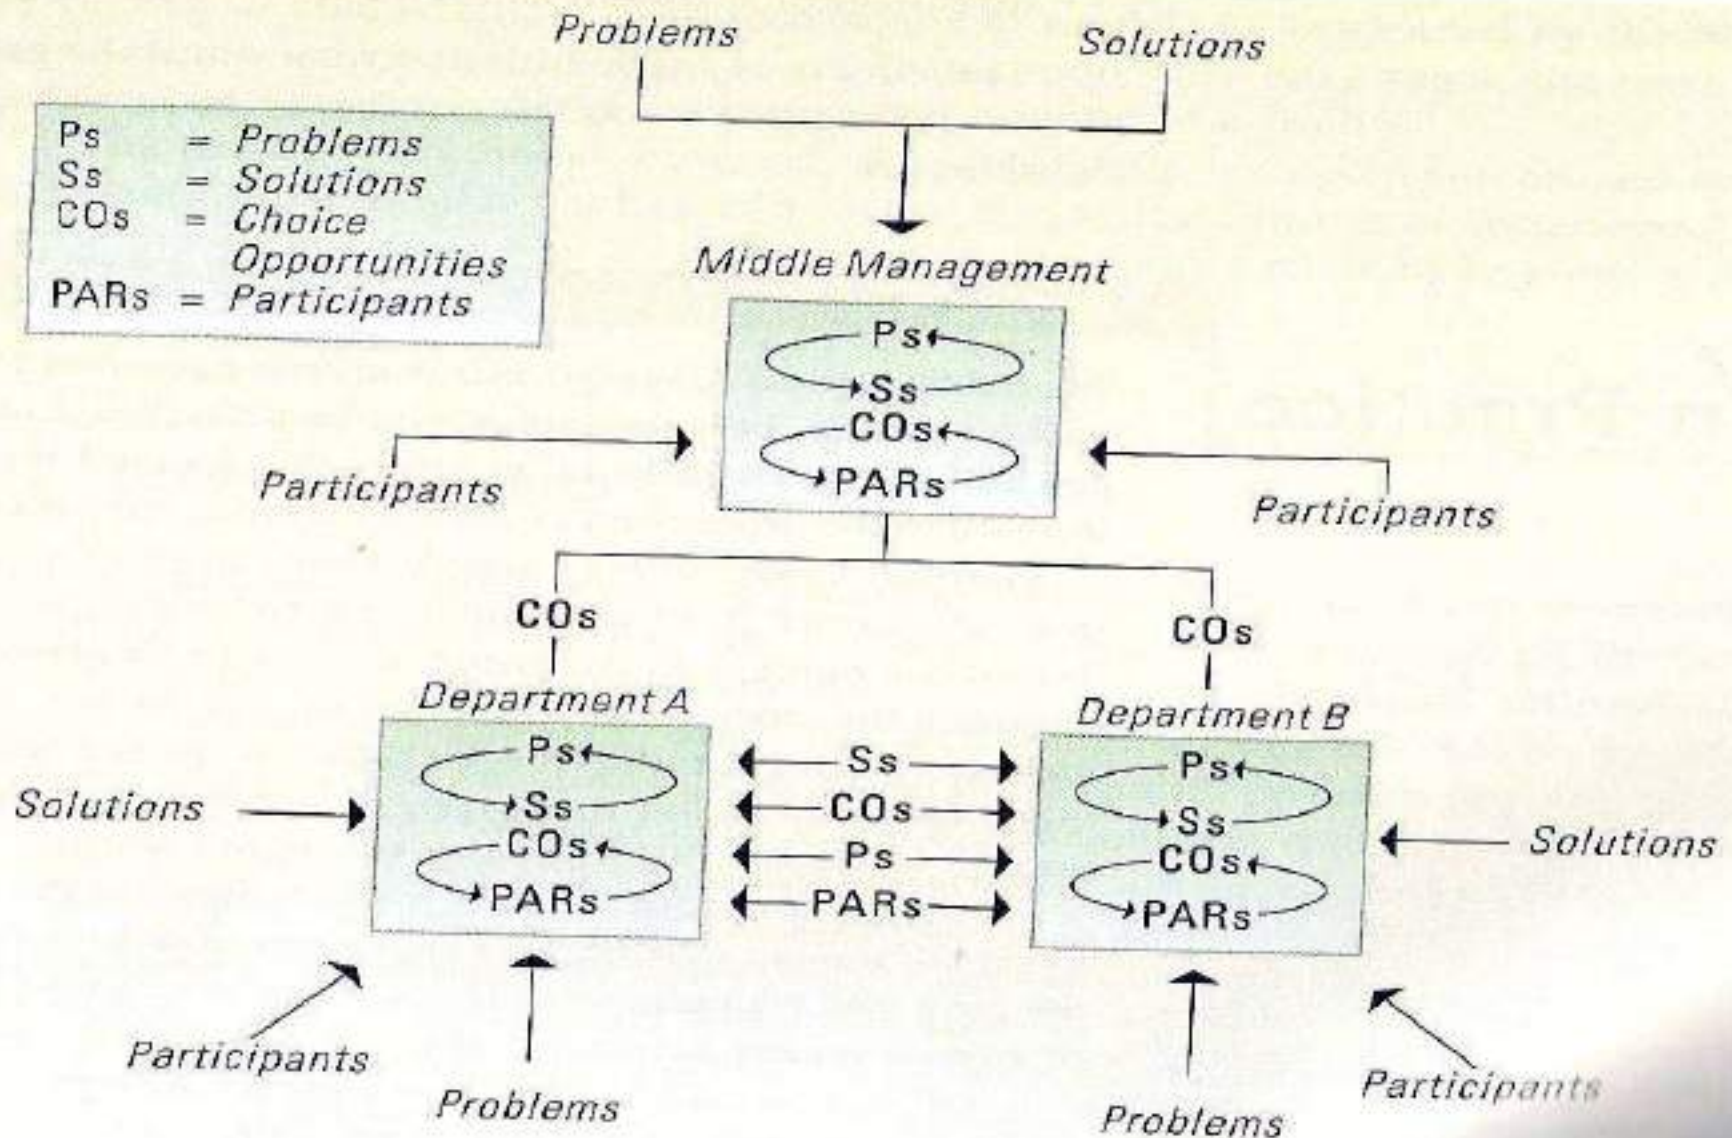 Problems
Solutions
Ps = Problems
Ss = Solutions
COs = Choice
Opportunities
PARs = Participants
Middle Management
Ps
Ss
COs
PARs
Participants
Participants
COs
COs
Department A
Department B
Ps
Ss
COs
PARs
Ss
COs
Ps
PARs
Ps
Ss
COs
PARs
Solutions
Solutions
Participants
Problems
Problems
Participants